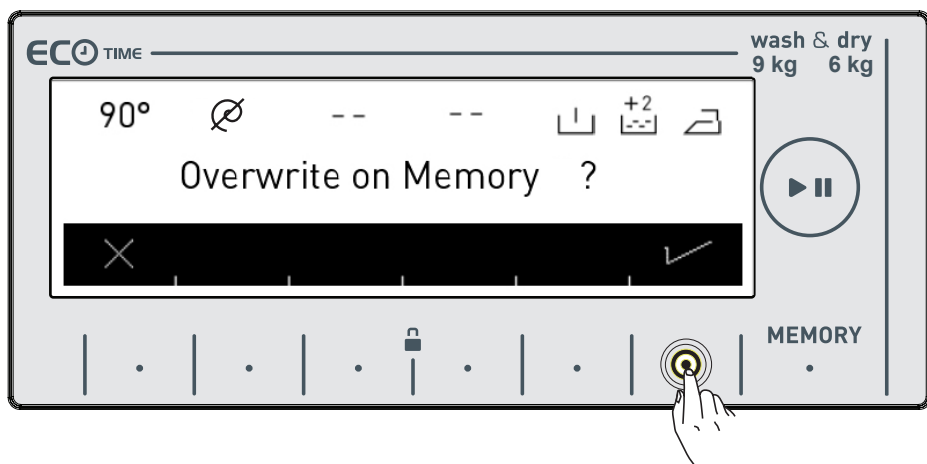 ECO TIME
wash & dry
9 kg 6 kg
90° -- --
+2
Overwrite on Memory ?
MEMORY